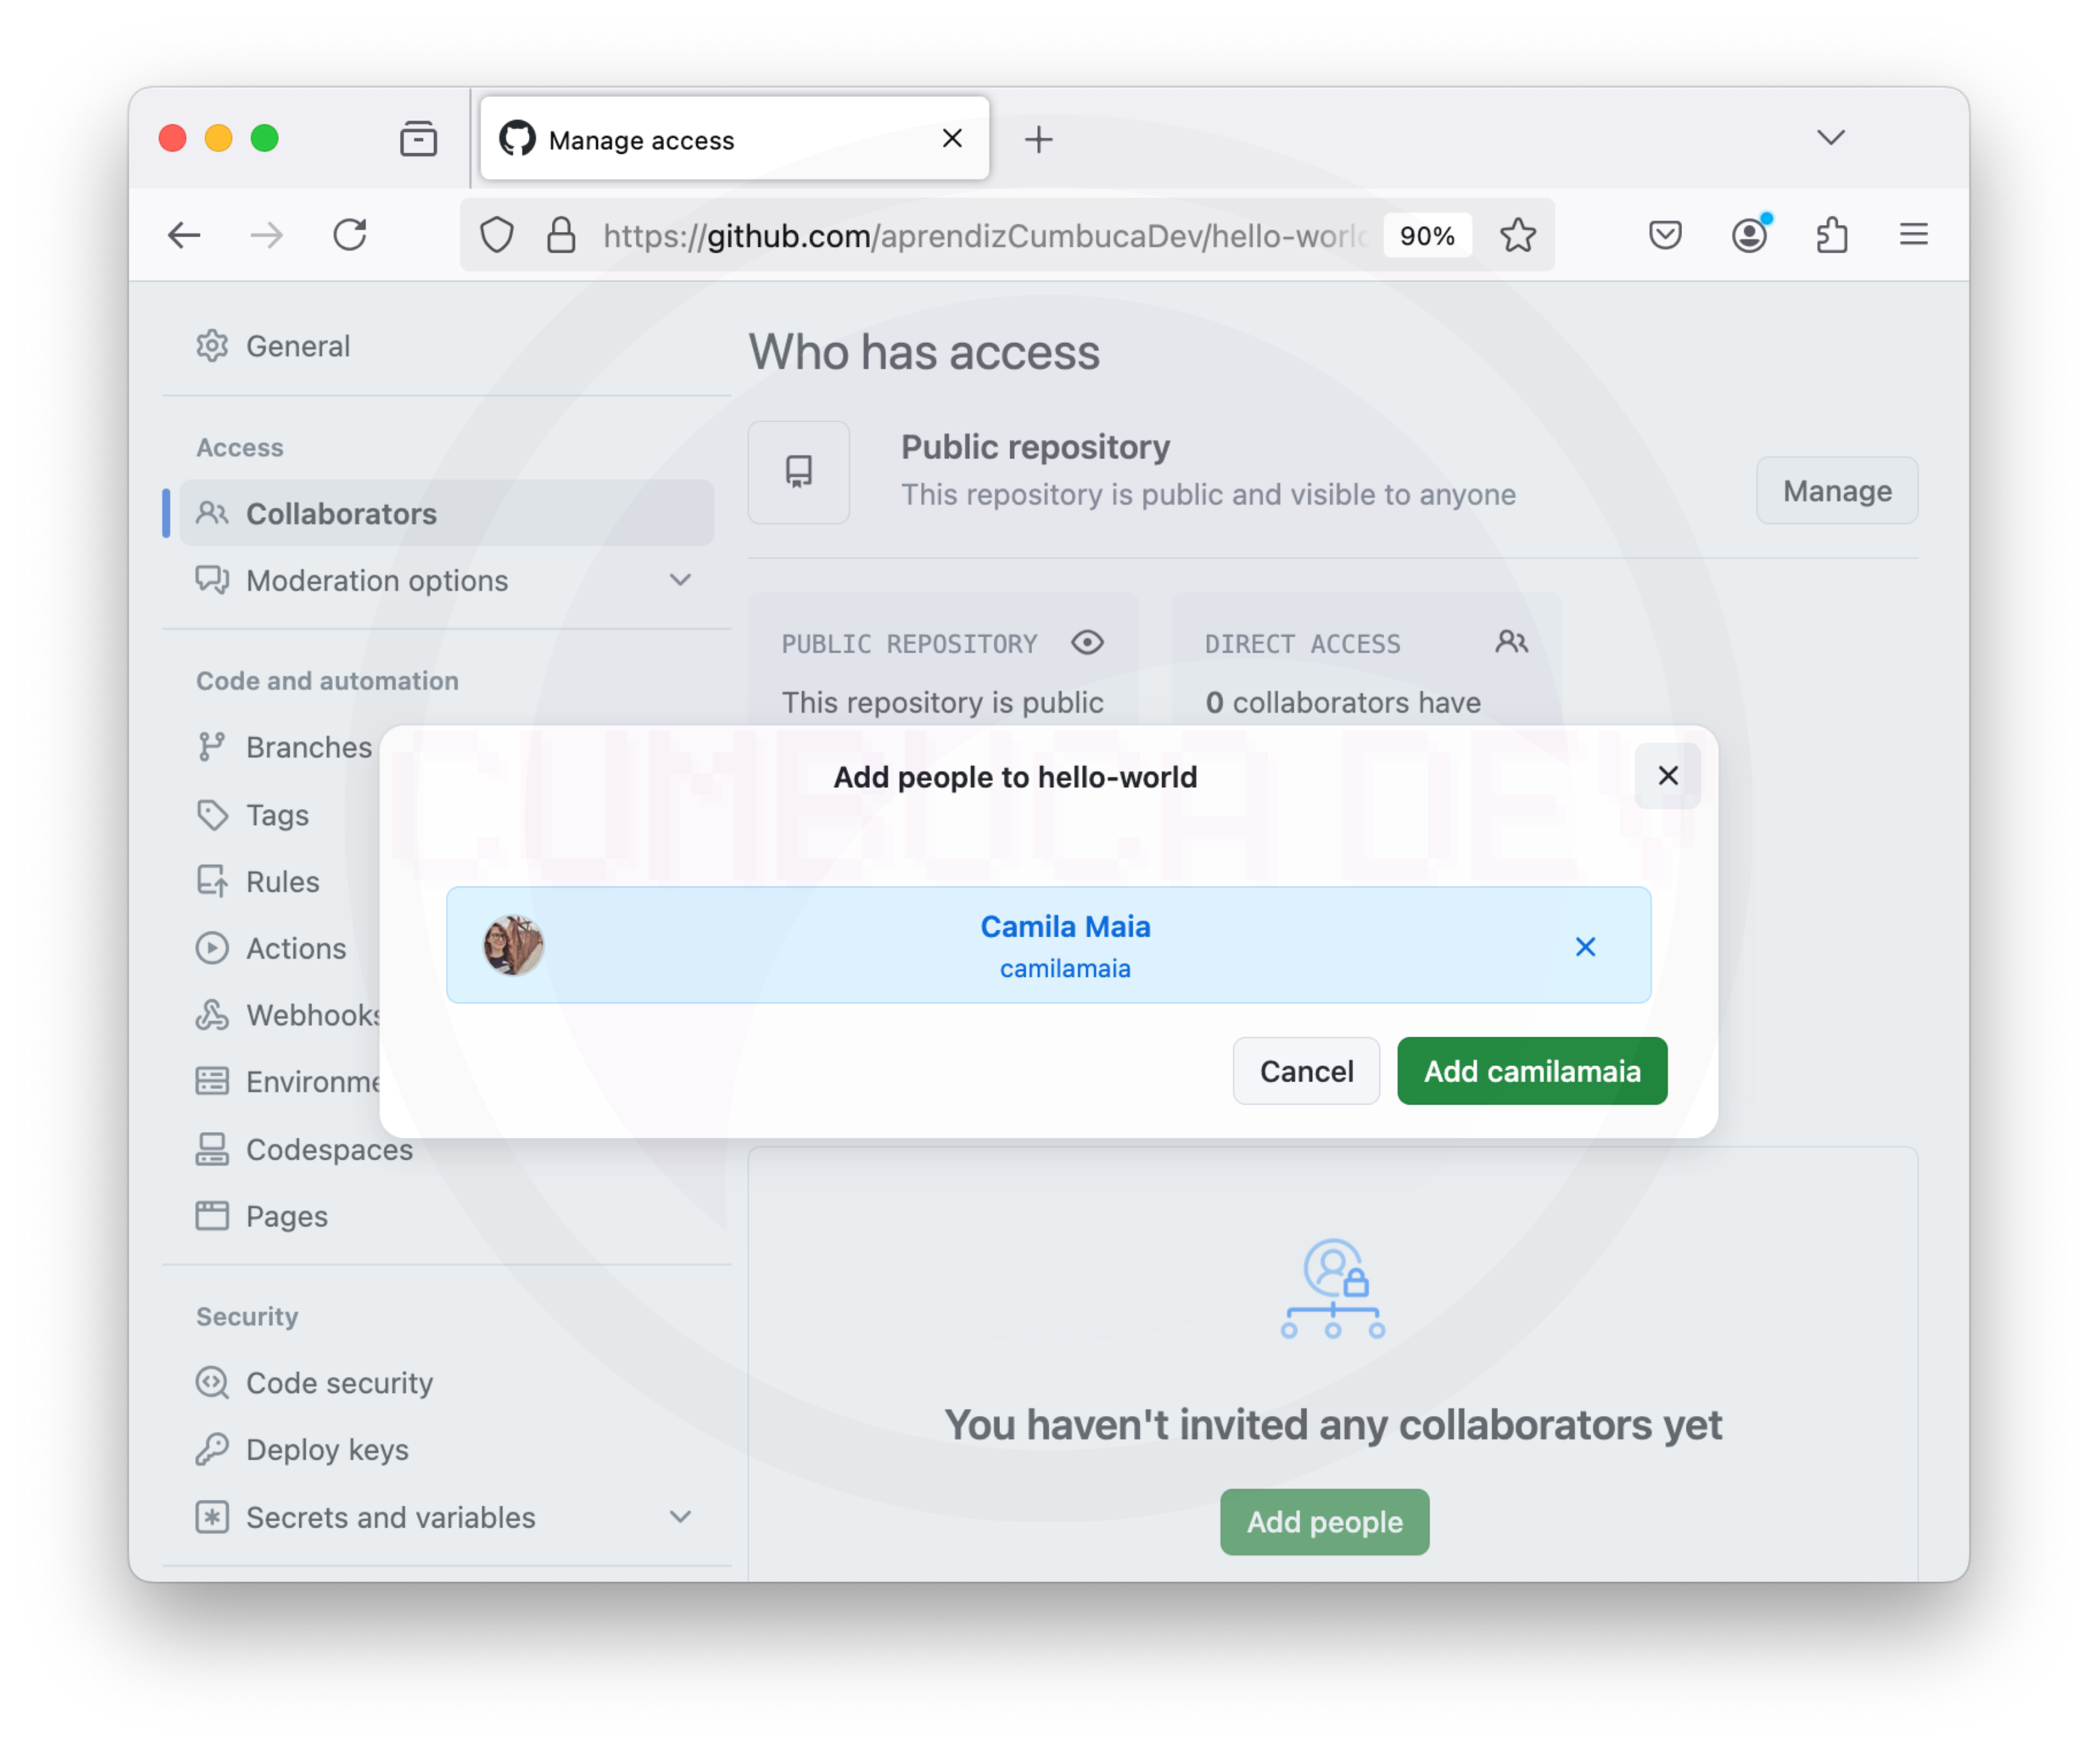 Manage access
https://github.com/aprendizCumbucaDev/hello-world
90%
General
Access
Collaborators
Moderation options
Code and automation
Branches
Tags
Rules
Actions
Webhooks
Environme
Codespaces
Pages
Security
Code security
Deploy keys
Secrets and variables
Who has access
Public repository
This repository is public and visible to anyone
Manage
PUBLIC REPOSITORY
This repository is public
DIRECT ACCESS
0 collaborators have
CUMBUCA DEV
Add people to hello-world
Camila Maia
camilamaia
Cancel
Add camilamaia
You haven't invited any collaborators yet
Add people